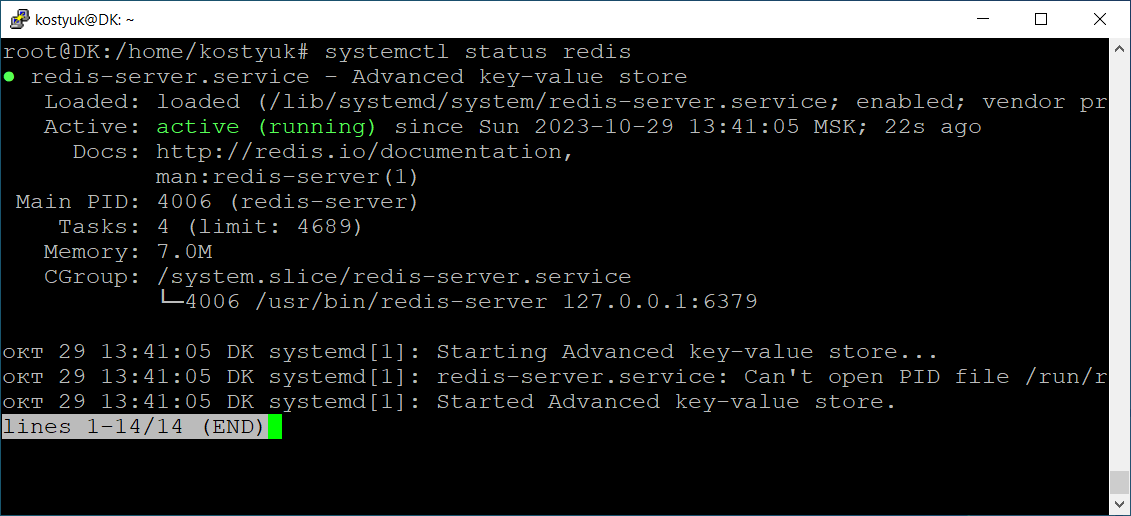 kostyuk@DK: ~
root@DK:/home/kostyuk# systemctl status redis
● redis-server.service - Advanced key-value store
Loaded: loaded (/lib/systemd/system/redis-server.service; enabled; vendor pr
Active: active (running) since Sun 2023-10-29 13:41:05 MSK; 22s ago
Docs: http://redis.io/documentation,
man:redis-server(1)
Main PID: 4006 (redis-server)
Tasks: 4 (limit: 4689)
Memory: 7.0M
CGroup: /system.slice/redis-server.service
└─4006 /usr/bin/redis-server 127.0.0.1:6379
окт 29 13:41:05 DK systemd[1]: Starting Advanced key-value store...
окт 29 13:41:05 DK systemd[1]: redis-server.service: Can't open PID file /run/r
окт 29 13:41:05 DK systemd[1]: Started Advanced key-value store.
lines 1-14/14 (END)